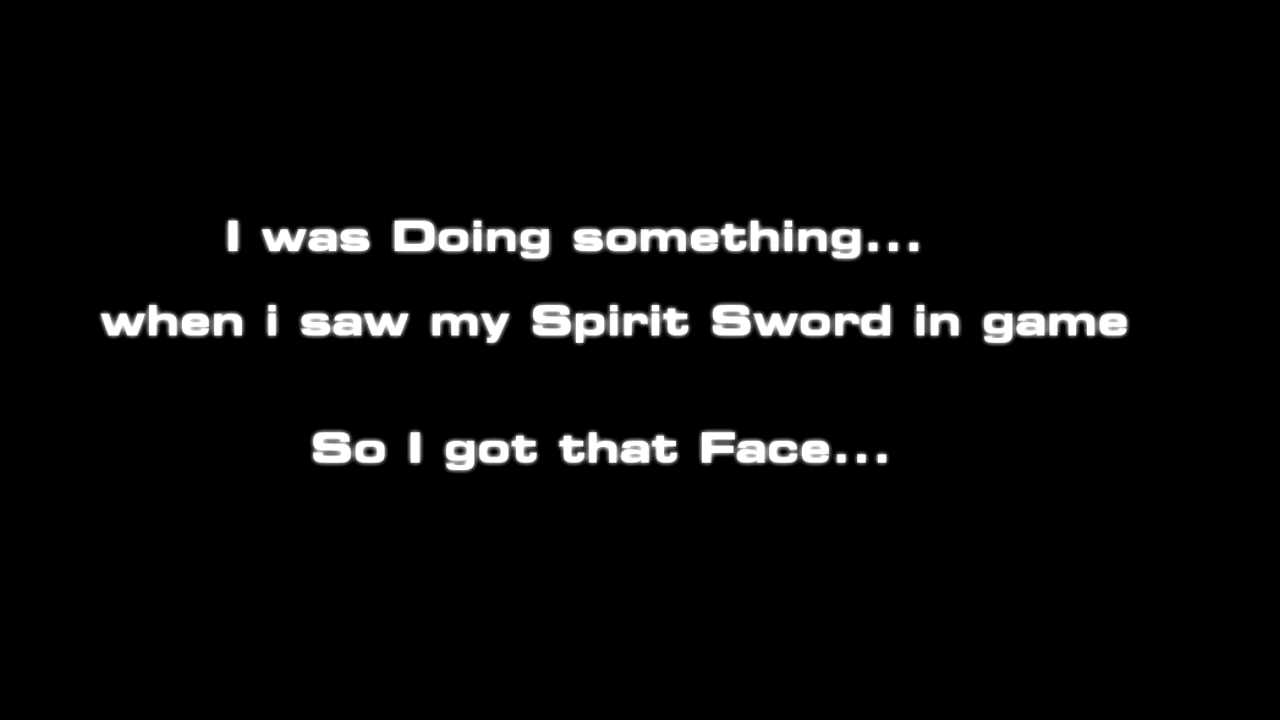 I was Doing something...
when i saw my Spirit Sword in game
So I got that Face...